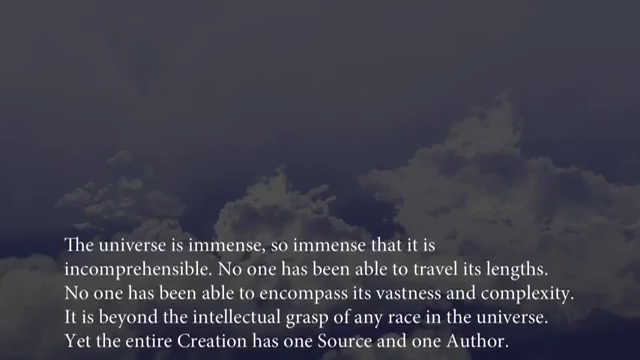 The universe is immense, so immense that it is
incomprehensible. No one has been able to travel its lengths.
No one has been able to encompass its vastness and complexity.
It is beyond the intellectual grasp of any race in the universe.
Yet the entire Creation has one Source and one Author.